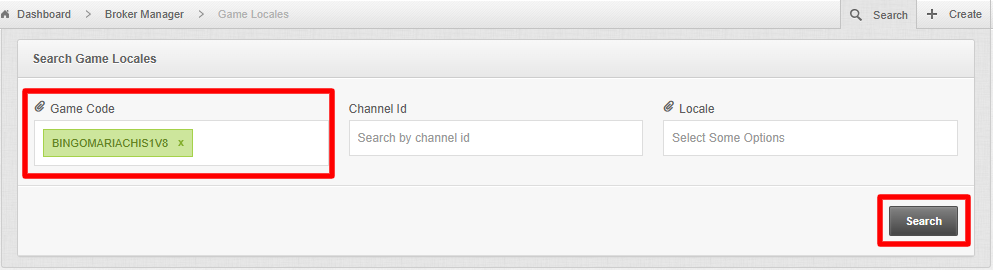 Dashboard > Broker Manager > Game Locales
Search
Create
Search Game Locales
Game Code
Channel Id
Locale
BINGOMARIACHIS1V8 x
Search by channel id
Select Some Options
Search